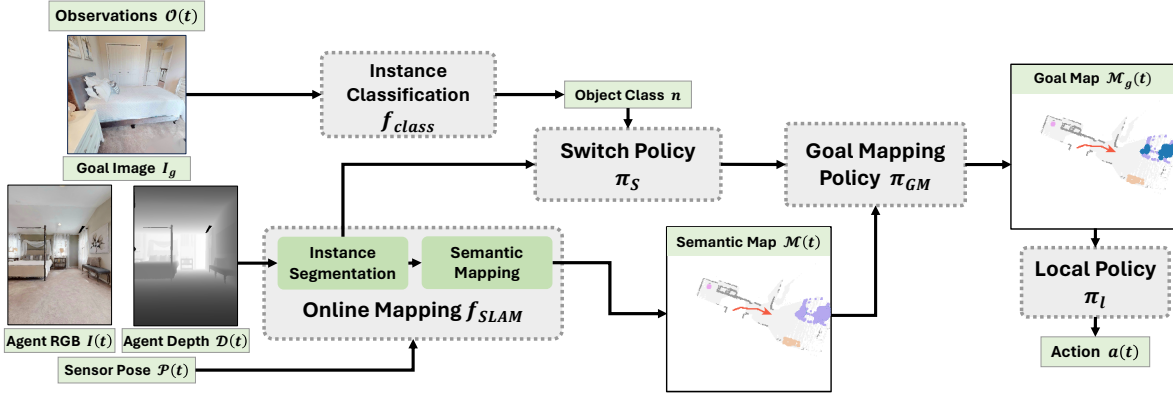 Observations 𝒪(t)
Goal Image I_g
Agent RGB I(t)
Agent Depth 𝒟(t)
Sensor Pose 𝒫(t)
Instance
Classification
f_class
Object Class n
Switch Policy
π_S
Instance
Segmentation
Semantic
Mapping
Online Mapping f_SLAM
Semantic Map ℳ(t)
Goal Mapping
Policy π_GM
Goal Map ℳ_g(t)
Local Policy
π_l
Action a(t)